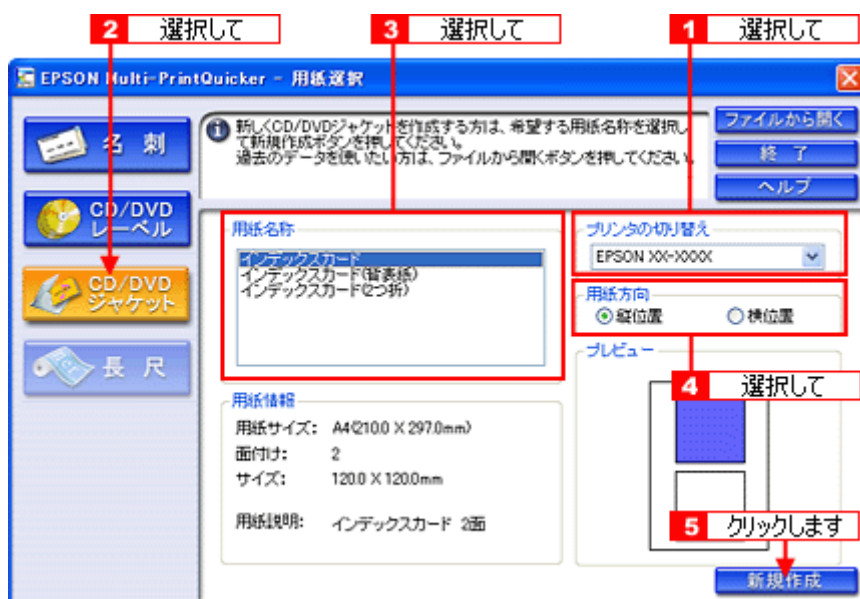 2 選択して
3 選択して
1 選択して
EPSON Multi-PrintQuicker - 用紙選択
名 刺
CD/DVD
レーベル
CD/DVD
ジャケット
長 尺
新しくCD/DVDジャケットを作成する方は、希望する用紙名称を選択し
て新規作成ボタンを押してください。
過去のデータを使いたい方は、ファイルから開くボタンを押してください。
ファイルから開く
終 了
ヘルプ
用紙名称
インデックスカード
インデックスカード(背表紙)
インデックスカード(2つ折)
プリンタの切り替え
EPSON XX-XXXX
用紙方向
縦位置
横位置
プレビュー
4 選択して
用紙情報
用紙サイズ: A4(210.0 × 297.0mm)
面付け: 2
サイズ: 120.0 × 120.0mm
用紙説明: インデックスカード 2面
5 クリックします
新規作成